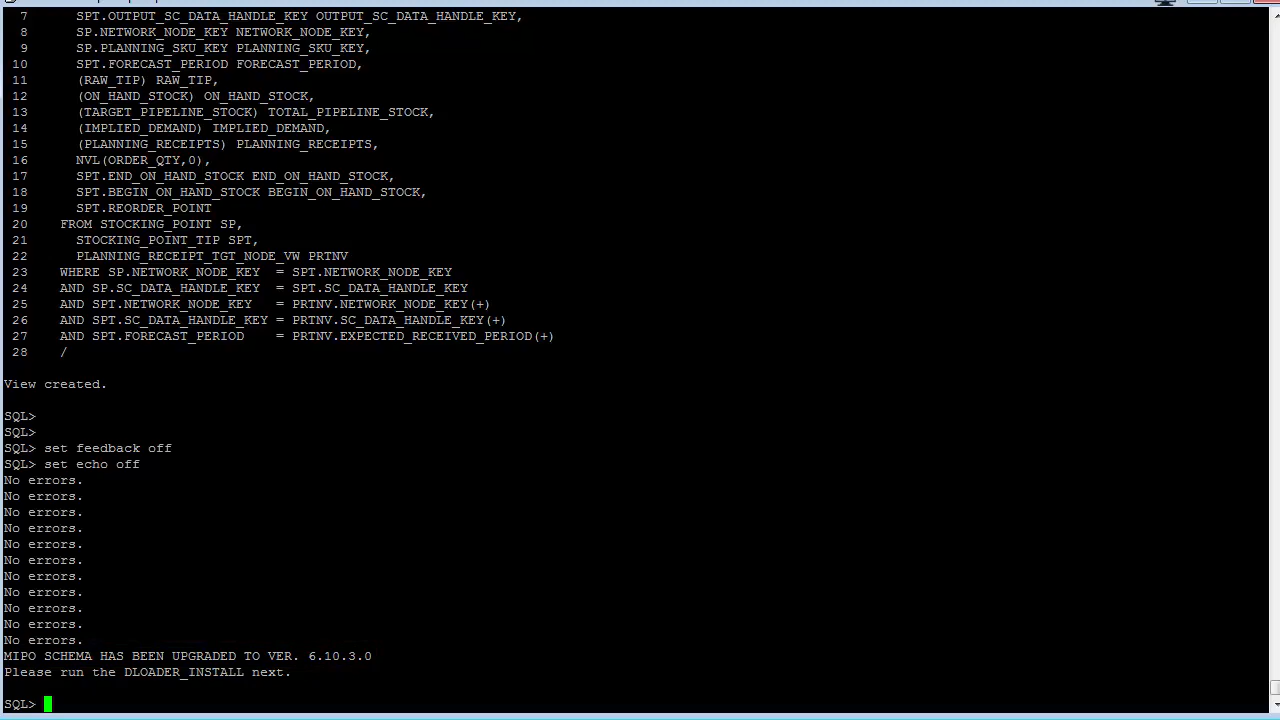 7      SPT.OUTPUT_SC_DATA_HANDLE_KEY OUTPUT_SC_DATA_HANDLE_KEY,
8      SP.NETWORK_NODE_KEY NETWORK_NODE_KEY,
9      SP.PLANNING_SKU_KEY PLANNING_SKU_KEY,
10      SPT.FORECAST_PERIOD FORECAST_PERIOD,
11      (RAW_TIP) RAW_TIP,
12      (ON_HAND_STOCK) ON_HAND_STOCK,
13      (TARGET_PIPELINE_STOCK) TOTAL_PIPELINE_STOCK,
14      (IMPLIED_DEMAND) IMPLIED_DEMAND,
15      (PLANNING_RECEIPTS) PLANNING_RECEIPTS,
16      NVL(ORDER_QTY,0),
17      SPT.END_ON_HAND_STOCK END_ON_HAND_STOCK,
18      SPT.BEGIN_ON_HAND_STOCK BEGIN_ON_HAND_STOCK,
19      SPT.REORDER_POINT
20    FROM STOCKING_POINT SP,
21      STOCKING_POINT_TIP SPT,
22      PLANNING_RECEIPT_TGT_NODE_VW PRTNV
23    WHERE SP.NETWORK_NODE_KEY  = SPT.NETWORK_NODE_KEY
24    AND SP.SC_DATA_HANDLE_KEY  = SPT.SC_DATA_HANDLE_KEY
25    AND SPT.NETWORK_NODE_KEY   = PRTNV.NETWORK_NODE_KEY(+)
26    AND SPT.SC_DATA_HANDLE_KEY = PRTNV.SC_DATA_HANDLE_KEY(+)
27    AND SPT.FORECAST_PERIOD    = PRTNV.EXPECTED_RECEIVED_PERIOD(+)
28    /
View created.
SQL>
SQL>
SQL> set feedback off
SQL> set echo off
No errors.
No errors.
No errors.
No errors.
No errors.
No errors.
No errors.
No errors.
No errors.
No errors.
No errors.
MIPO SCHEMA HAS BEEN UPGRADED TO VER. 6.10.3.0
Please run the DLOADER_INSTALL next.
SQL>